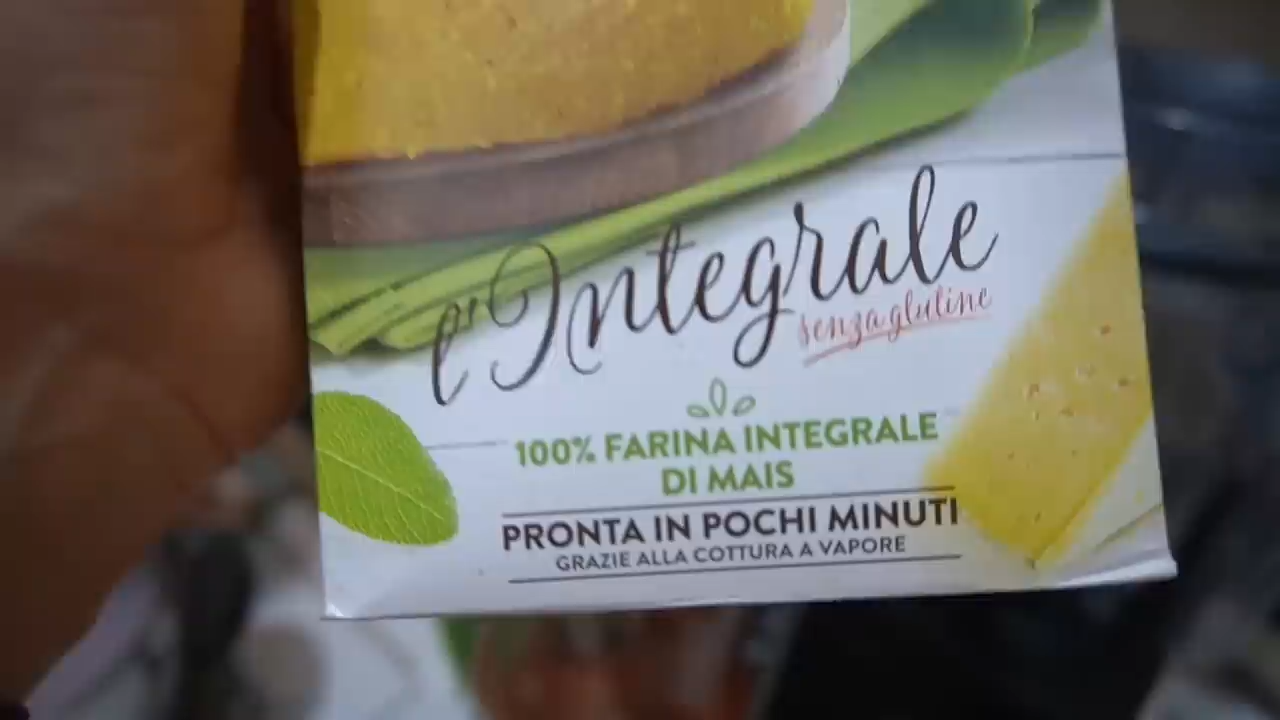 l'Integrale
senza glutine
100% FARINA INTEGRALE
DI MAIS
PRONTA IN POCHI MINUTI
GRAZIE ALLA COTTURA A VAPORE